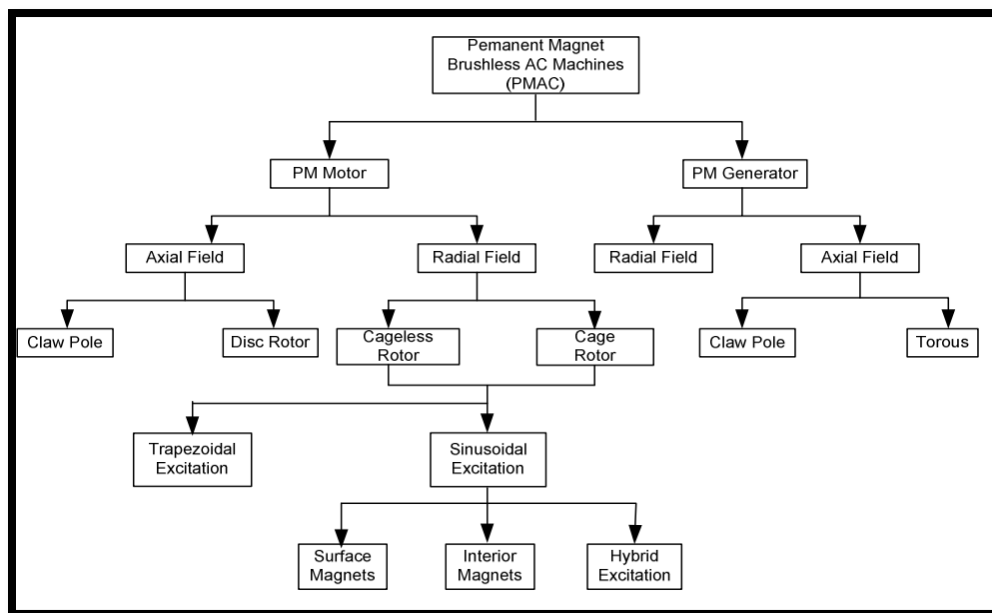 Pemanent Magnet
Brushless AC Machines
(PMAC)
PM Motor
PM Generator
Axial Field
Radial Field
Radial Field
Axial Field
Claw Pole
Disc Rotor
Cageless
Rotor
Cage
Rotor
Claw Pole
Torous
Trapezoidal
Excitation
Sinusoidal
Excitation
Surface
Magnets
Interior
Magnets
Hybrid
Excitation